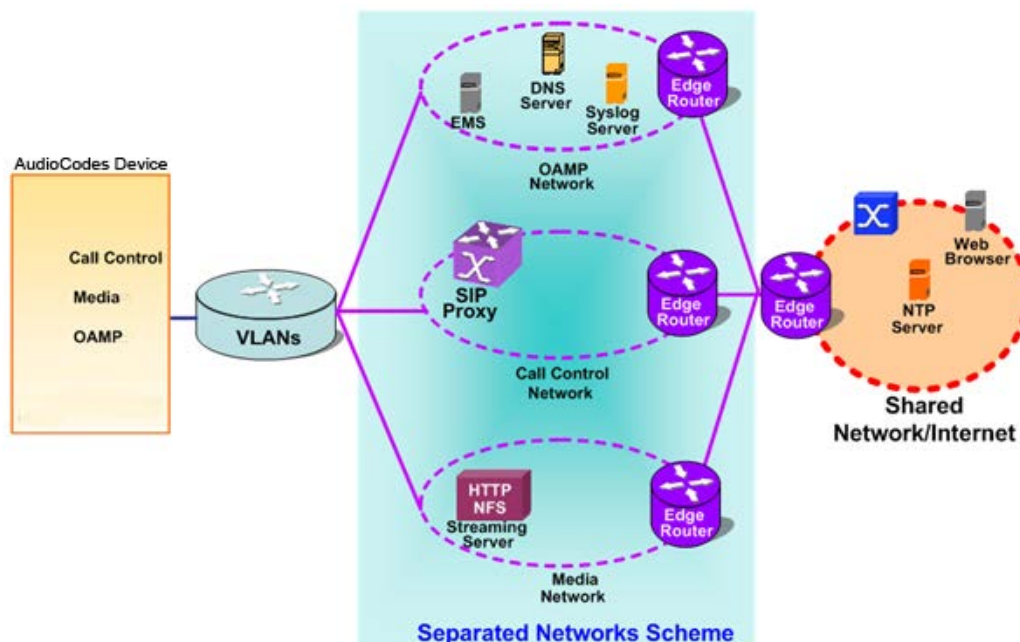 AudioCodes Device
Call Control
Media
OAMP
VLANs
EMS
DNS
Server
Syslog
Server
Edge
Router
OAMP
Network
SIP
Proxy
Edge
Router
Call Control
Network
HTTP
NFS
Streaming
Server
Edge
Router
Media
Network
Separated Networks Scheme
Edge
Router
Web
Browser
NTP
Server
Shared
Network/Internet